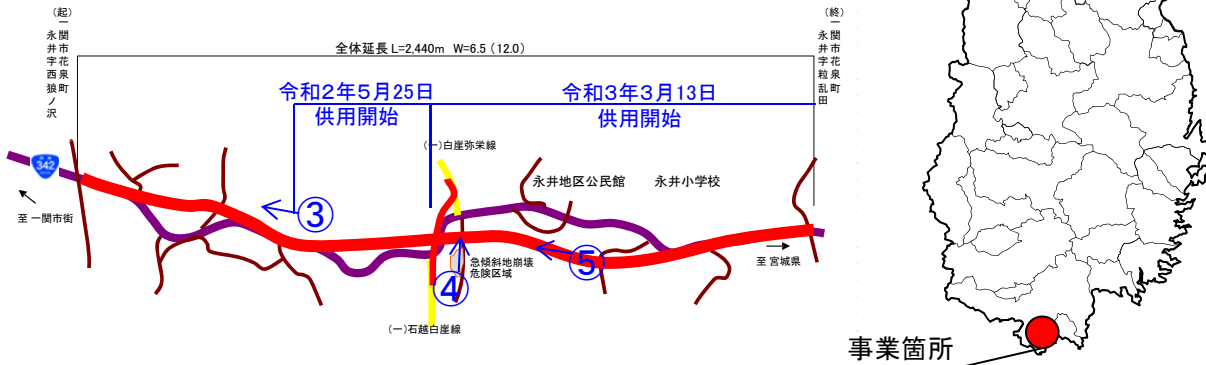 (起)
一関市花泉町
永井字西狼ノ沢
(終)
一関市花泉町
永井字粒乱田
全体延長 L=2,440m W=6.5 (12.0)
令和2年5月25日
供用開始
令和3年3月13日
供用開始
(一)白崖弥栄線
342
永井地区公民館
永井小学校
至 一関市街
③
④
⑤
急傾斜地崩壊
危険区域
至 宮城県
(一)石越白崖線
事業箇所